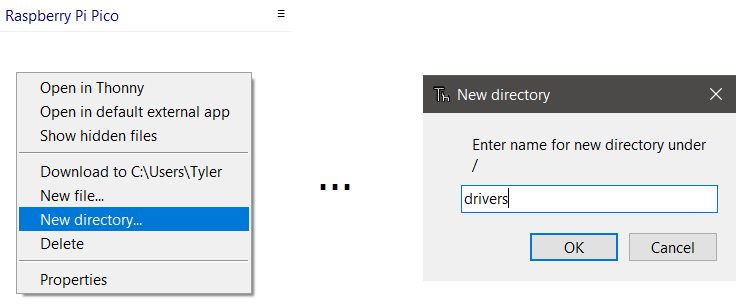 Raspberry Pi Pico
Open in Thonny
Open in default external app
Show hidden files
Download to C:\Users\Tyler
New file...
New directory...
Delete
Properties
...
Th New directory
Enter name for new directory under
/
drivers
OK Cancel